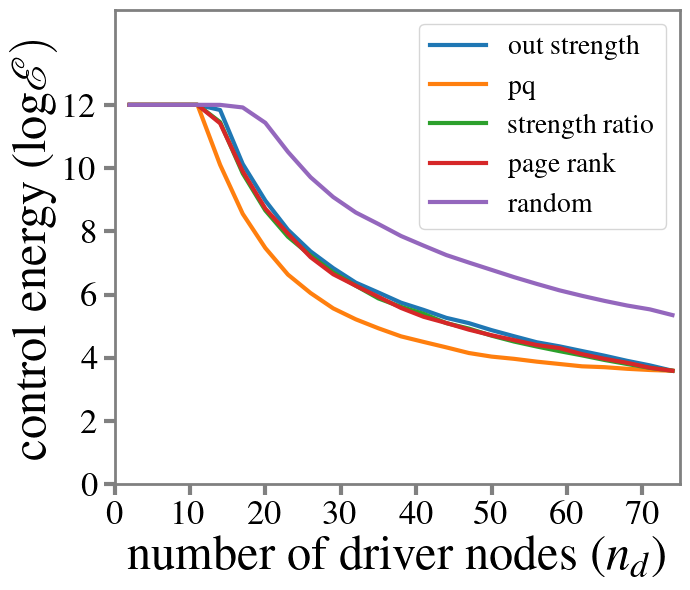 control energy (logℰ)
12
10
8
6
4
2
0
out strength
pq
strength ratio
page rank
random
0 10 20 30 40 50 60 70
number of driver nodes (n_d)